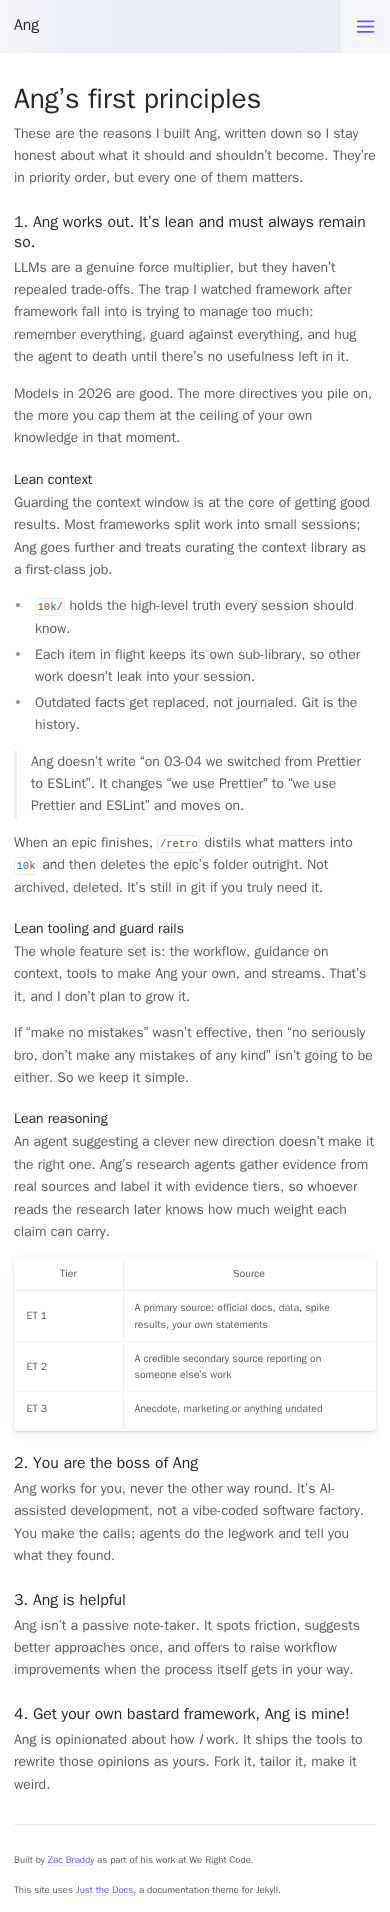 Ang
Ang’s first principles
These are the reasons I built Ang, written down so I stay
honest about what it should and shouldn’t become. They’re
in priority order, but every one of them matters.
1. Ang works out. It’s lean and must always remain
so.
LLMs are a genuine force multiplier, but they haven’t
repealed trade-offs. The trap I watched framework after
framework fall into is trying to manage too much:
remember everything, guard against everything, and hug
the agent to death until there’s no usefulness left in it.
Models in 2026 are good. The more directives you pile on,
the more you cap them at the ceiling of your own
knowledge in that moment.
Lean context
Guarding the context window is at the core of getting good
results. Most frameworks split work into small sessions;
Ang goes further and treats curating the context library as
a first-class job.
• 10k/ holds the high-level truth every session should
know.
• Each item in flight keeps its own sub-library, so other
work doesn’t leak into your session.
• Outdated facts get replaced, not journaled. Git is the
history.
Ang doesn’t write “on 03-04 we switched from Prettier
to ESLint”. It changes “we use Prettier” to “we use
Prettier and ESLint” and moves on.
When an epic finishes, /retro distils what matters into
10k and then deletes the epic’s folder outright. Not
archived, deleted. It’s still in git if you truly need it.
Lean tooling and guard rails
The whole feature set is: the workflow, guidance on
context, tools to make Ang your own, and streams. That’s
it, and I don’t plan to grow it.
If “make no mistakes” wasn’t effective, then “no seriously
bro, don’t make any mistakes of any kind” isn’t going to be
either. So we keep it simple.
Lean reasoning
An agent suggesting a clever new direction doesn’t make it
the right one. Ang’s research agents gather evidence from
real sources and label it with evidence tiers, so whoever
reads the research later knows how much weight each
claim can carry.
Tier Source
ET 1 A primary source: official docs, data, spike
results, your own statements
ET 2 A credible secondary source reporting on
someone else’s work
ET 3 Anecdote, marketing or anything undated
2. You are the boss of Ang
Ang works for you, never the other way round. It’s AI-
assisted development, not a vibe-coded software factory.
You make the calls; agents do the legwork and tell you
what they found.
3. Ang is helpful
Ang isn’t a passive note-taker. It spots friction, suggests
better approaches once, and offers to raise workflow
improvements when the process itself gets in your way.
4. Get your own bastard framework, Ang is mine!
Ang is opinionated about how I work. It ships the tools to
rewrite those opinions as yours. Fork it, tailor it, make it
weird.
Built by Zac Braddy as part of his work at We Right Code.
This site uses Just the Docs, a documentation theme for Jekyll.